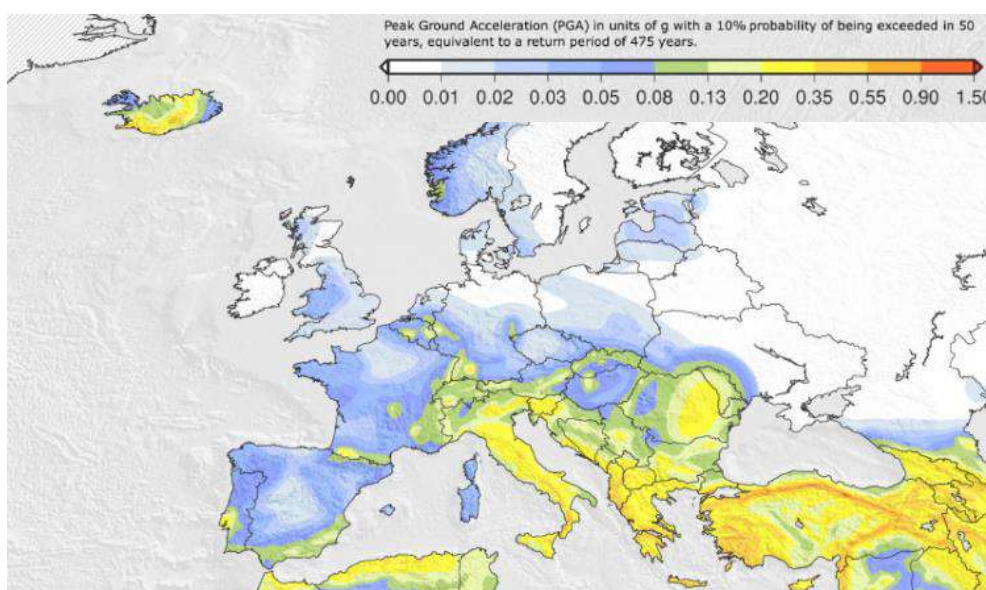 Peak Ground Acceleration (PGA) in units of g with a 10% probability of being exceeded in 50
years, equivalent to a return period of 475 years.
0.00 0.01 0.02 0.03 0.05 0.08 0.13 0.20 0.35 0.55 0.90 1.50